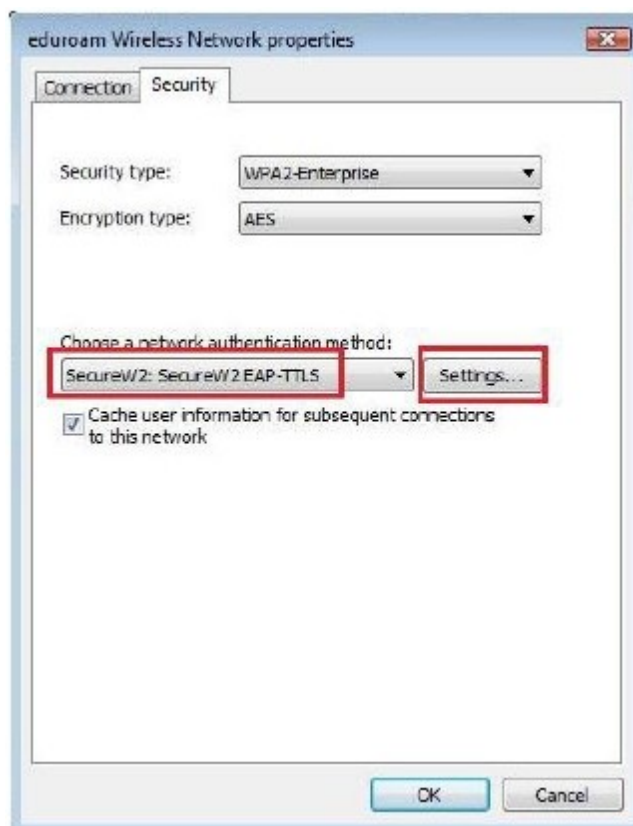 eduroam Wireless Network properties
Connection Security
Security type: WPA2-Enterprise
Encryption type: AES
Choose a network authentication method:
SecureW2: SecureW2 EAP-TTLS Settings...
Cache user information for subsequent connections
to this network
OK Cancel